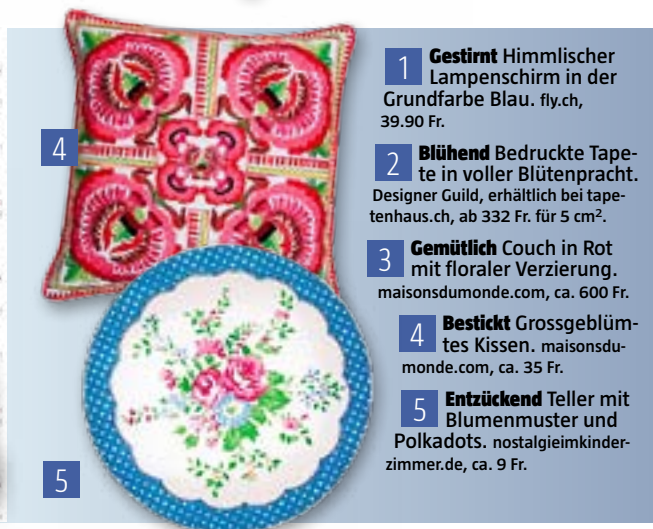 1 Gestirnt Himmlischer
Lampenschirm in der
Grundfarbe Blau. fly.ch,
39.90 Fr.
2 Blühend Bedruckte Tape-
te in voller Blütenpracht.
Designer Guild, erhältlich bei tape-
tenhaus.ch, ab 332 Fr. für 5 cm².
3 Gemütlich Couch in Rot
mit floraler Verzierung.
maisonsdumonde.com, ca. 600 Fr.
4 Bestickt Grossgeblüm-
tes Kissen. maisonsdu-
monde.com, ca. 35 Fr.
5 Entzückend Teller mit
Blumenmuster und
Polkadots. nostalgieimkinder-
zimmer.de, ca. 9 Fr.
4
5